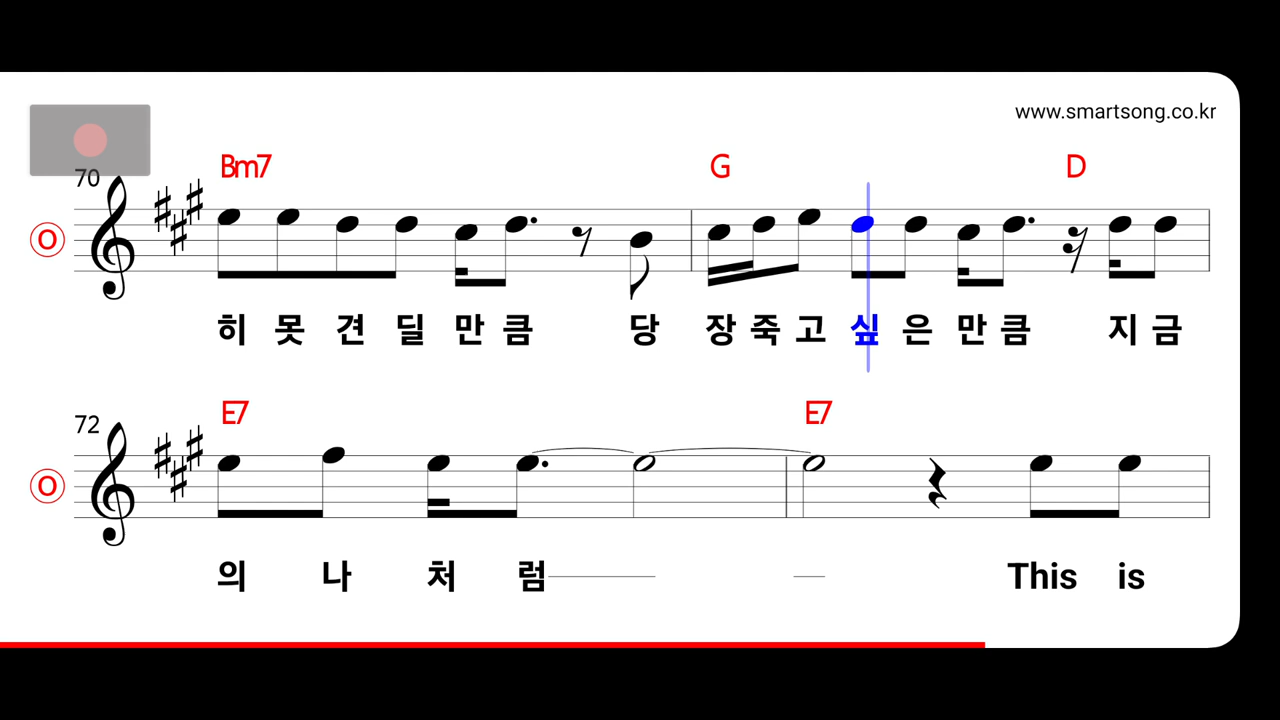 www.smartsong.co.kr
Bm7 G D
70
O
히 못 견 딜 만 큼 당 장 죽 고 싶 은 만 큼 지 금
E7 E7
72
O
의 나 처 럼 This is